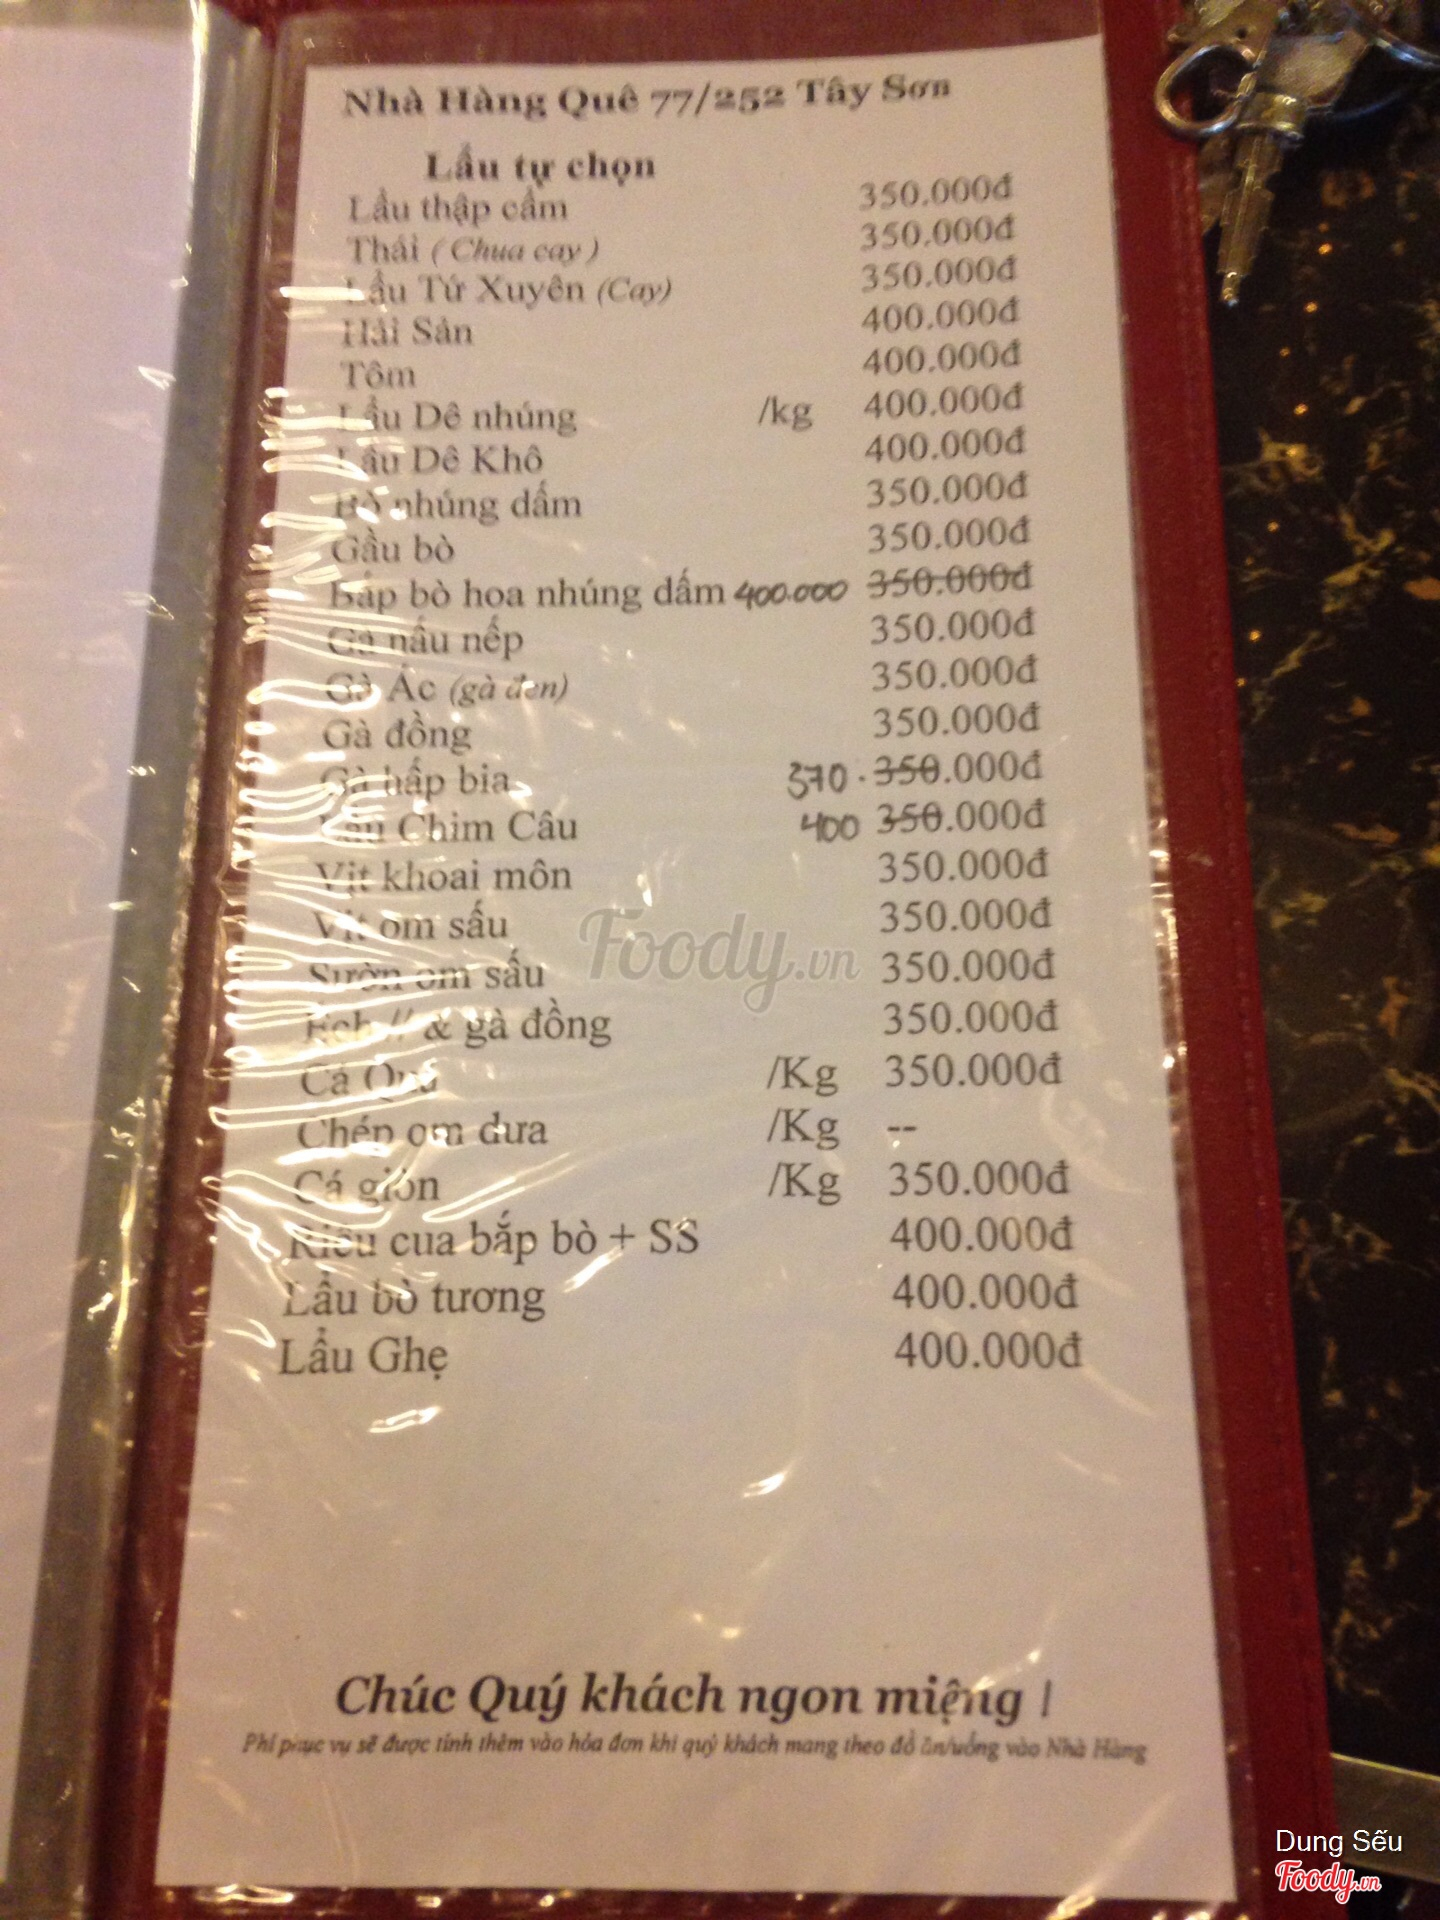 Nhà Hàng Quê 77/252 Tây Sơn
Lẩu tự chọn
Lẩu thập cẩm 350.000đ
Thái (Chua cay) 350.000đ
Lẩu Tứ Xuyên (Cay) 350.000đ
Hải Sản 400.000đ
Tôm 400.000đ
Lẩu Dê nhúng /kg 400.000đ
Lẩu Dê Khô 400.000đ
Bò nhúng dấm 350.000đ
Gầu bò 350.000đ
Bắp bò hoa nhúng dấm 400.000 350.000đ
Gà nấu nếp 350.000đ
Gà Ác (gà đen) 350.000đ
Gà đồng 350.000đ
Gà hấp bia 370. 350.000đ
Lẩu Chim Câu 400 350.000đ
Vịt khoai môn 350.000đ
Vịt om sấu 350.000đ
Sườn om sấu 350.000đ
Ếch // & gà đồng 350.000đ
Cá Quả /Kg 350.000đ
Chép om dưa /Kg --
Cá giòn /Kg 350.000đ
Riêu cua bắp bò + SS 400.000đ
Lẩu bò tương 400.000đ
Lẩu Ghẹ 400.000đ
Foody.vn
Chúc Quý khách ngon miệng !
Phí phục vụ sẽ được tính thêm vào hóa đơn khi quý khách mang theo đồ ăn/uống vào Nhà Hàng
Dung Sếu
Foody.vn